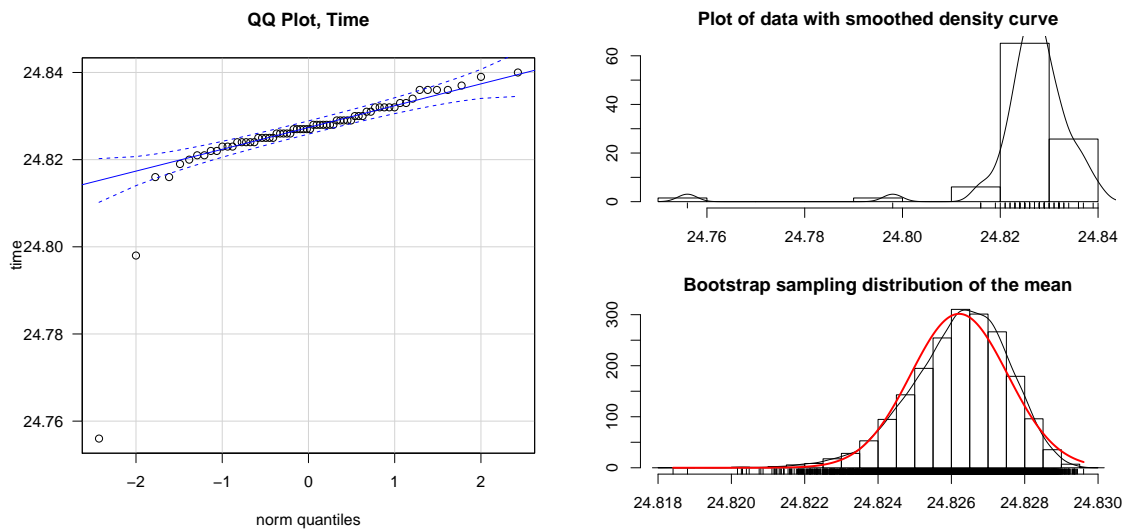 QQ Plot, Time
24.84
24.82
24.80
24.78
24.76
time
−2 −1 0 1 2
norm quantiles
Plot of data with smoothed density curve
60
40
20
0
24.76 24.78 24.80 24.82 24.84
Bootstrap sampling distribution of the mean
300
200
100
0
24.818 24.820 24.822 24.824 24.826 24.828 24.830